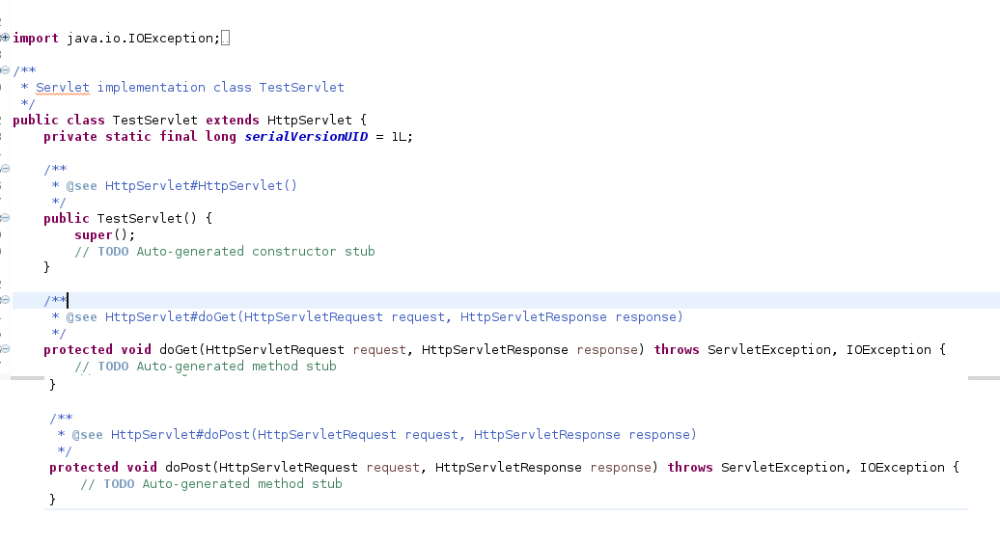 import java.io.IOException;
/**
 * Servlet implementation class TestServlet
 */
public class TestServlet extends HttpServlet {
    private static final long serialVersionUID = 1L;
    /**
     * @see HttpServlet#HttpServlet()
     */
    public TestServlet() {
        super();
        // TODO Auto-generated constructor stub
    }
    /**
     * @see HttpServlet#doGet(HttpServletRequest request, HttpServletResponse response)
     */
    protected void doGet(HttpServletRequest request, HttpServletResponse response) throws ServletException, IOException {
        // TODO Auto-generated method stub
    }
    /**
     * @see HttpServlet#doPost(HttpServletRequest request, HttpServletResponse response)
     */
    protected void doPost(HttpServletRequest request, HttpServletResponse response) throws ServletException, IOException {
        // TODO Auto-generated method stub
    }